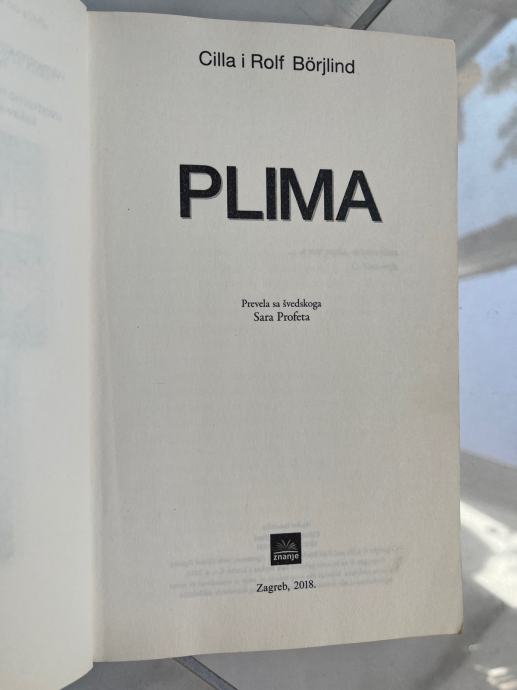 Cilla i Rolf Börjlind
PLIMA
Prevela sa švedskoga
Sara Profeta
znanje
Zagreb, 2018.